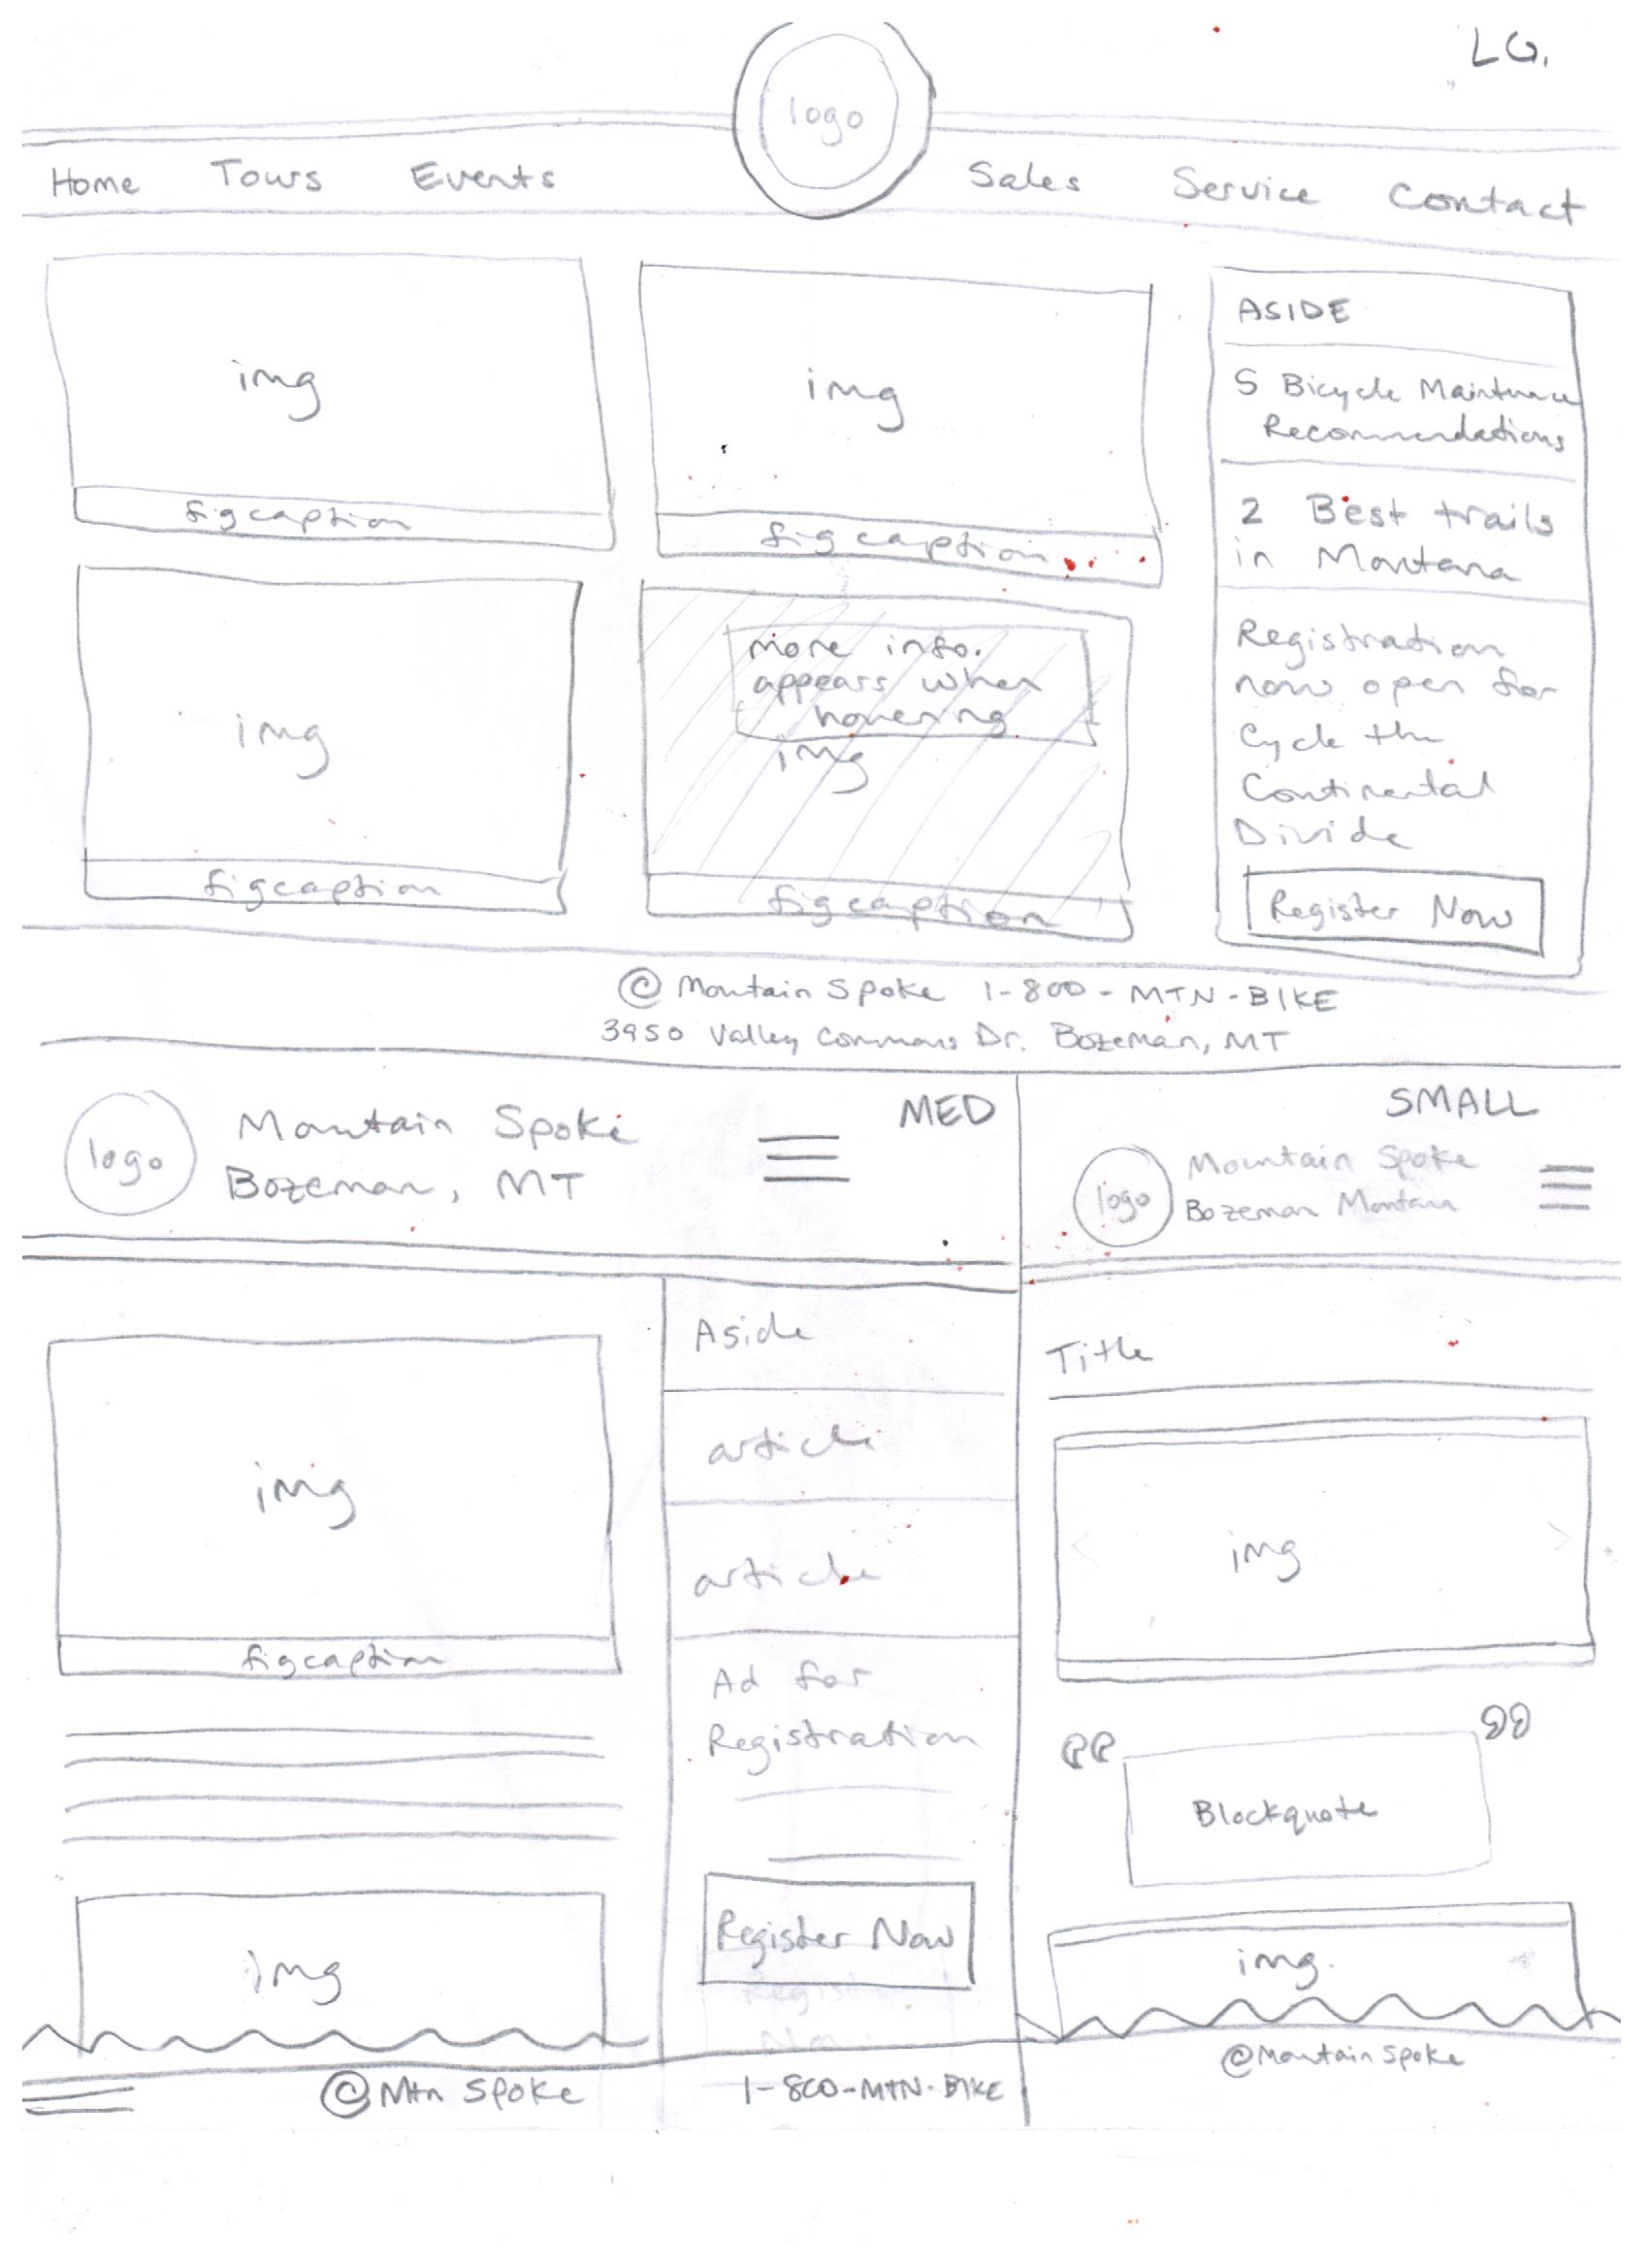 LG.
logo
Home Tours Events Sales Service Contact
img
figcaption
img
figcaption
img
figcaption
more info.
appears when
hovering
img
figcaption
ASIDE
5 Bicycle
Recommendations
2 Best trails
in Montana
Registration
now open for
Cycle the
Continental
Divide
Register Now
@ Mountain Spoke 1-800-MTN-BIKE
3950 Valley Commons Dr. Bozeman, MT
MED
logo
Mountain Spoke
Bozeman, MT
img
figcaption
Img
Aside
article
article
Ad for
Registration
Register Now
@Mtn Spoke 1-800-MTN-BIKE
SMALL
logo
Mountain Spoke
Bozeman Montana
Title
< img >
Blockquote
img.
@Mountain Spoke